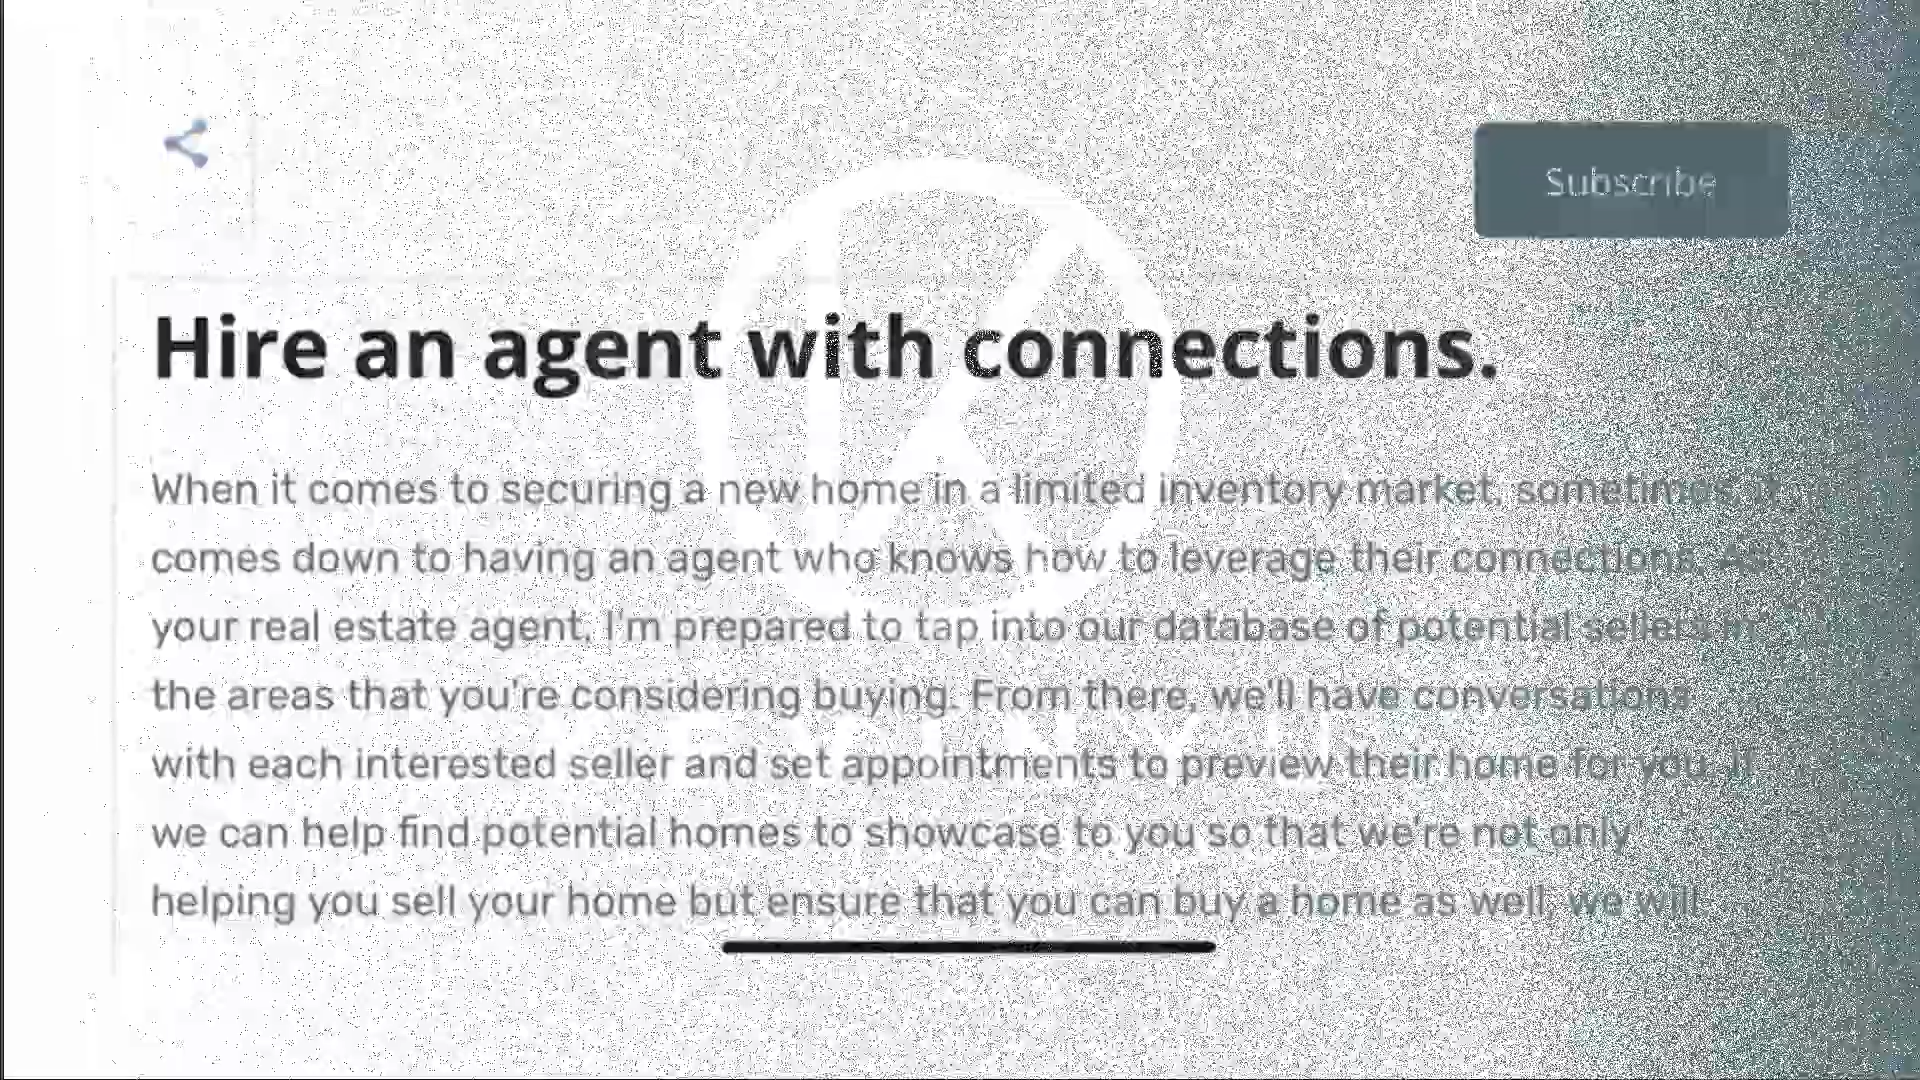 Subscribe
Hire an agent with connections.
When it comes to securing a new home in a limited inventory market, sometimes it
comes down to having an agent who knows how to leverage their connections. As
your real estate agent, I'm prepared to tap into our database of potential sellers in
the areas that you're considering buying. From there, we'll have conversations
with each interested seller and set appointments to preview their home for you. If
we can help find potential homes to showcase to you so that we're not only
helping you sell your home but ensure that you can buy a home as well, we will